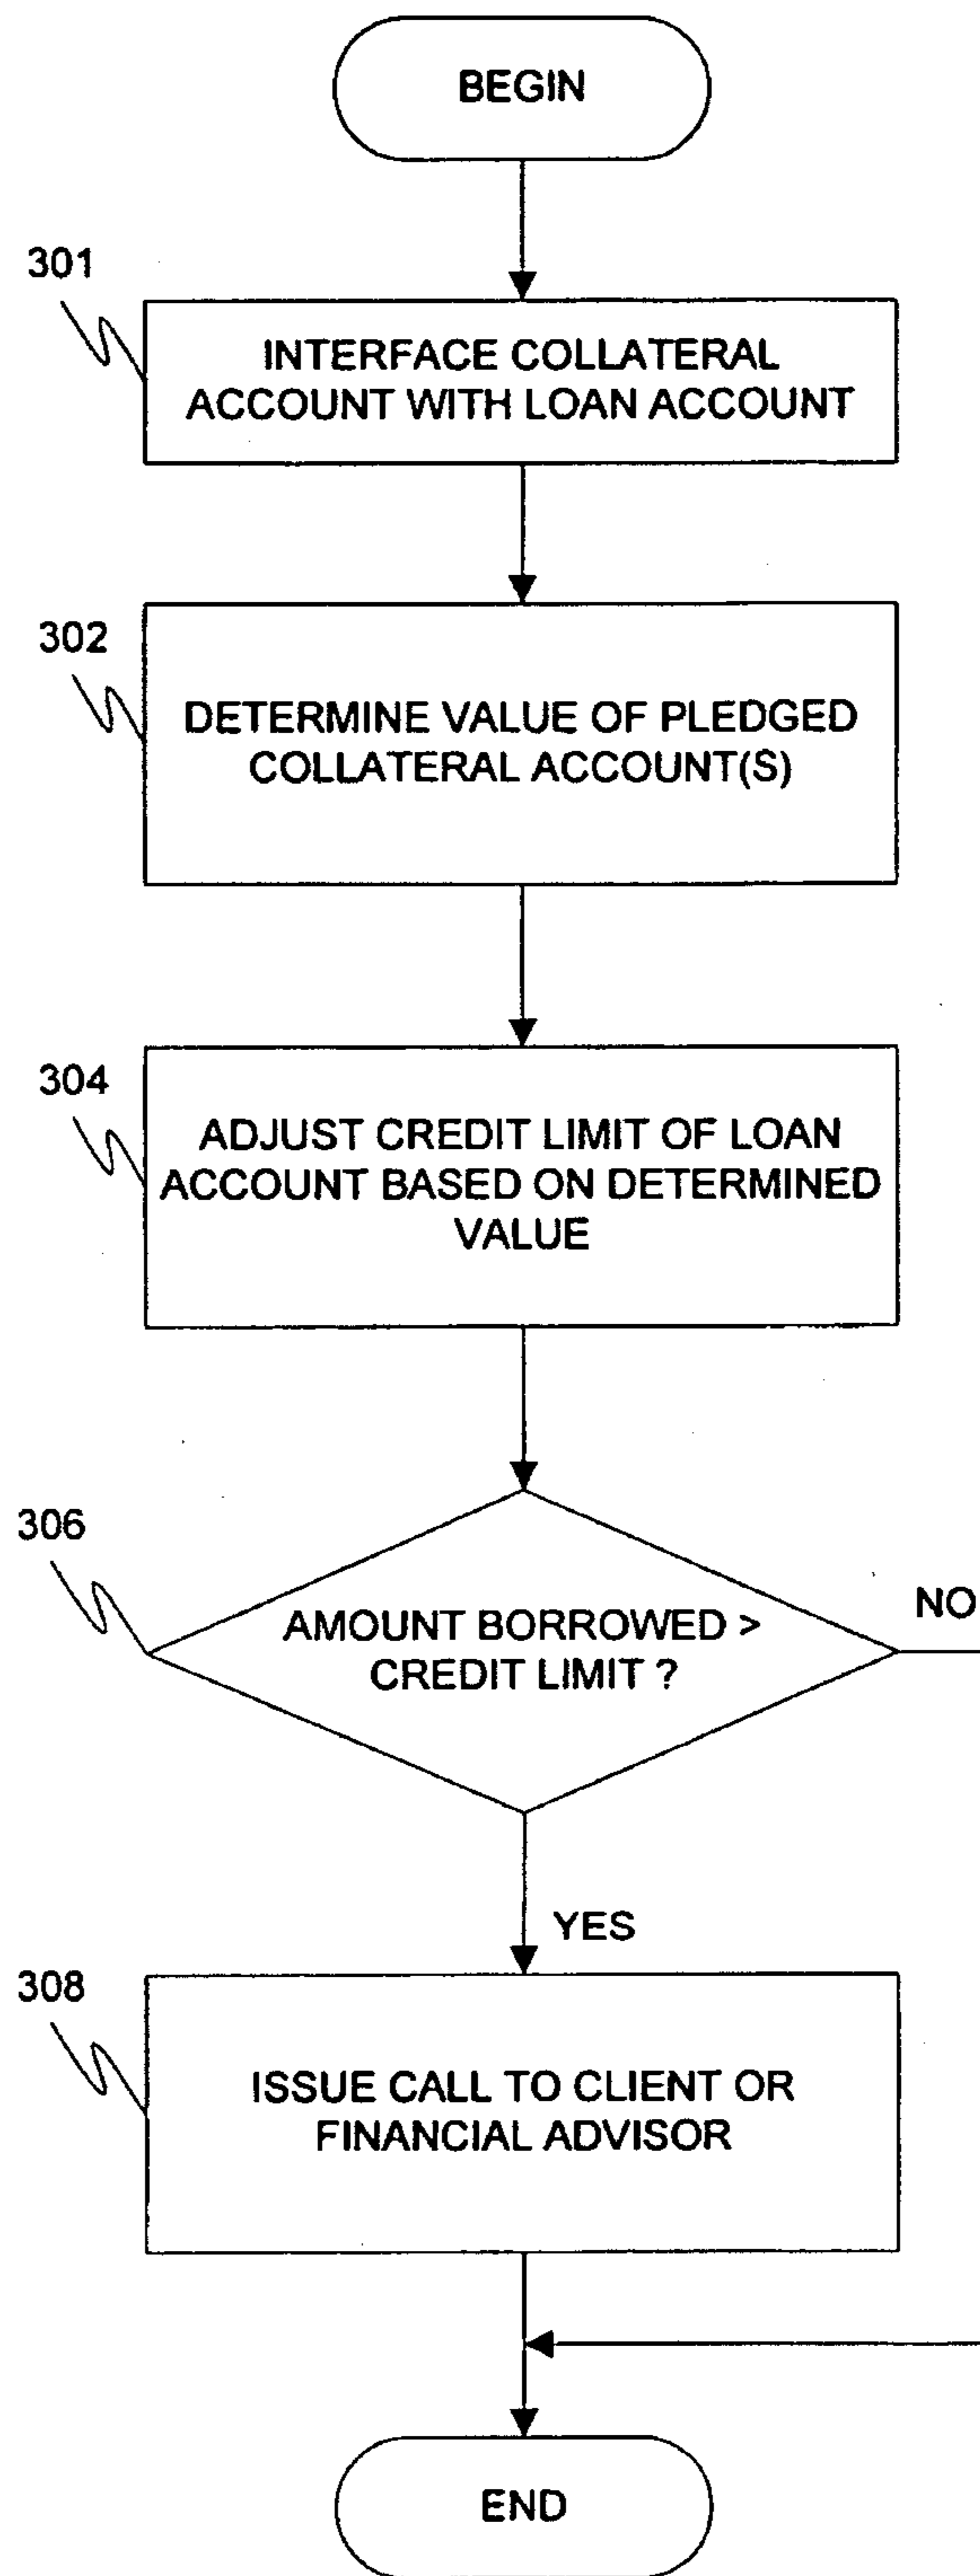 BEGIN
301
INTERFACE COLLATERAL
ACCOUNT WITH LOAN ACCOUNT
302
DETERMINE VALUE OF PLEDGED
COLLATERAL ACCOUNT(S)
304
ADJUST CREDIT LIMIT OF LOAN
ACCOUNT BASED ON DETERMINED
VALUE
306
AMOUNT BORROWED >
CREDIT LIMIT ?
NO
YES
308
ISSUE CALL TO CLIENT OR
FINANCIAL ADVISOR
END